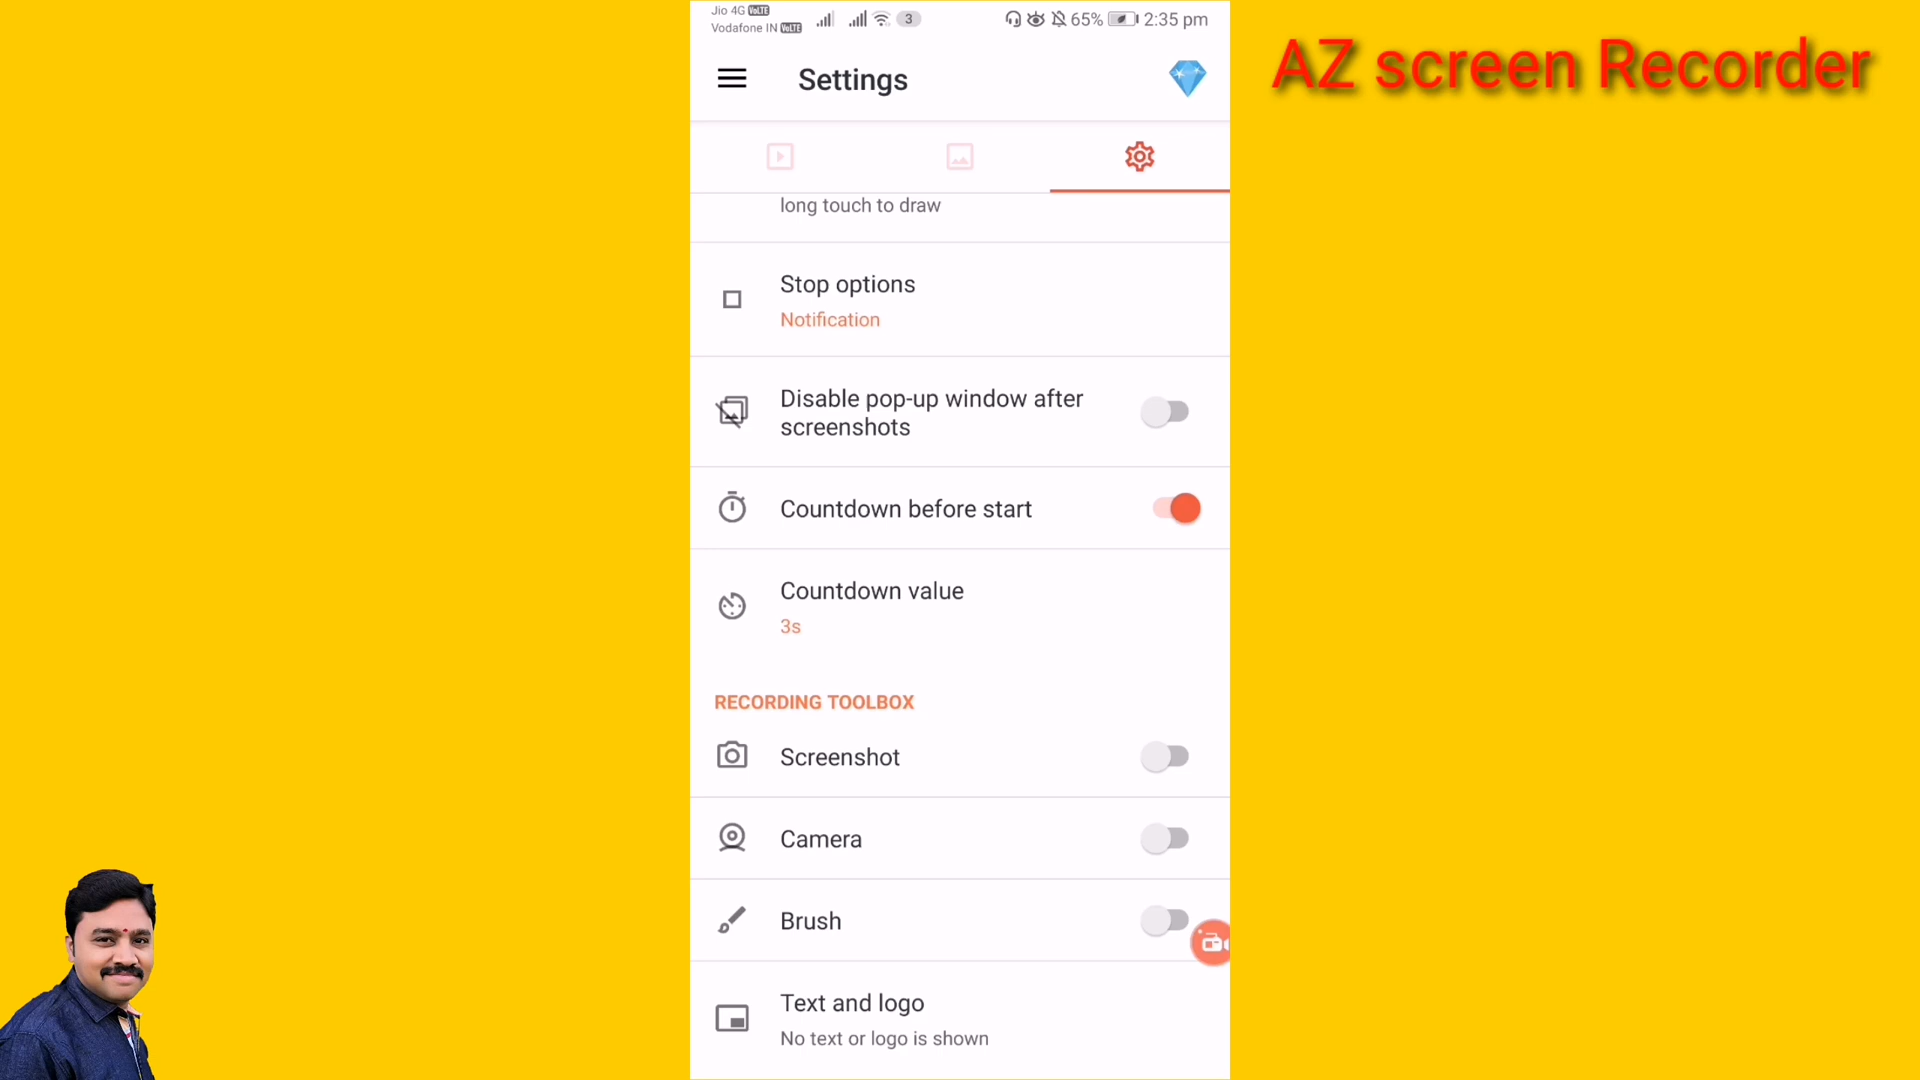 Jio 4G VoLTE
Vodafone IN VoLTE
3
65%
2:35 pm
AZ screen Recorder
Settings
long touch to draw
Stop options
Notification
Disable pop-up window after
screenshots
Countdown before start
Countdown value
3s
RECORDING TOOLBOX
Screenshot
Camera
Brush
Text and logo
No text or logo is shown